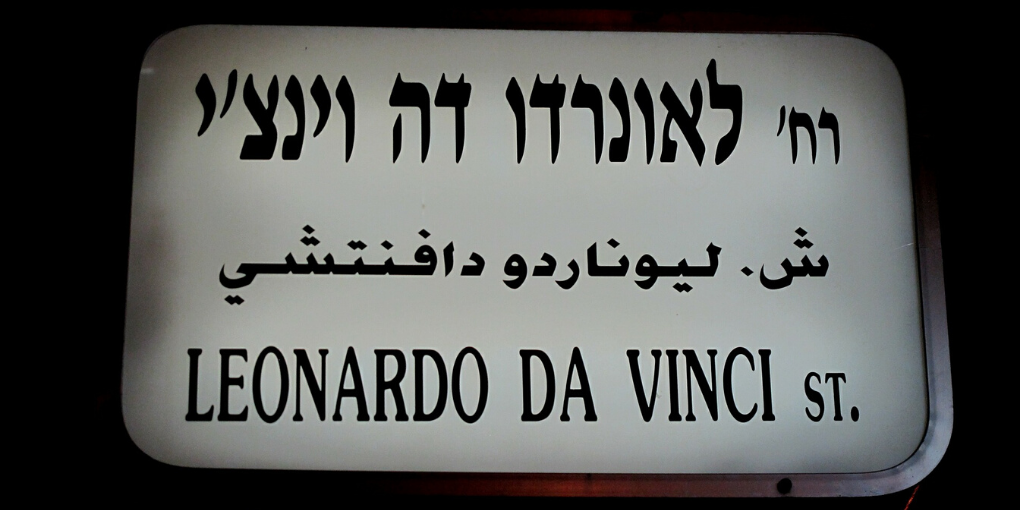 רח' לאונרדו דה וינצ'י
ش. ليوناردو دافنتشي
LEONARDO DA VINCI ST.